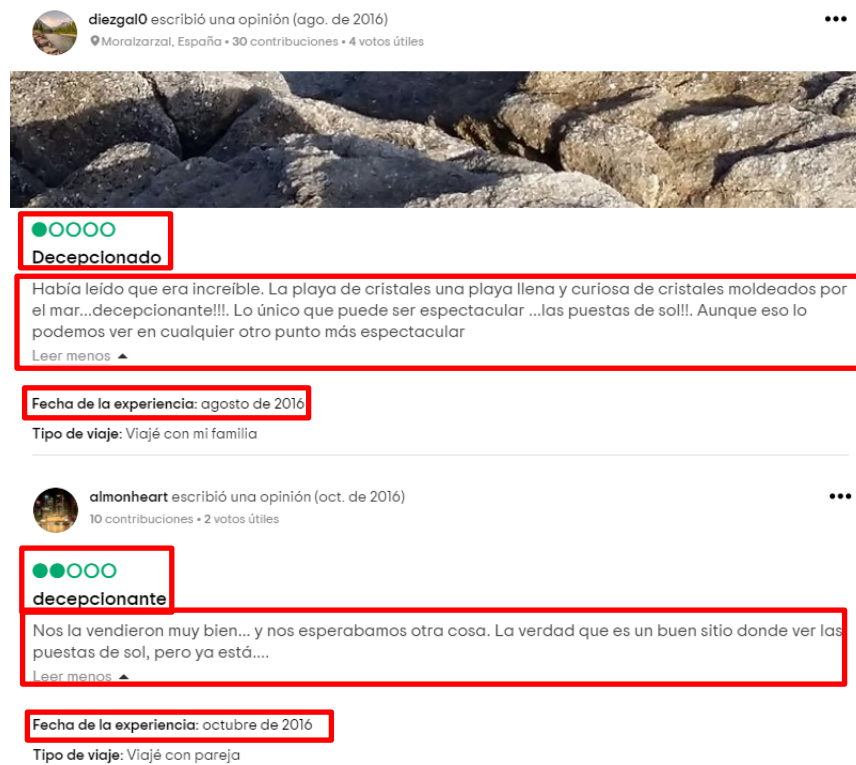 diezgal0 escribió una opinión (ago. de 2016)
Moralzarzal, España • 30 contribuciones • 4 votos útiles
Decepcionado
Había leído que era increíble. La playa de cristales una playa llena y curiosa de cristales moldeados por
el mar...decepcionante!!!. Lo único que puede ser espectacular ...las puestas de sol!!. Aunque eso lo
podemos ver en cualquier otro punto más espectacular
Leer menos
Fecha de la experiencia: agosto de 2016
Tipo de viaje: Viajé con mi familia
almonheart escribió una opinión (oct. de 2016)
10 contribuciones • 2 votos útiles
decepcionante
Nos la vendieron muy bien... y nos esperabamos otra cosa. La verdad que es un buen sitio donde ver las
puestas de sol, pero ya está....
Leer menos
Fecha de la experiencia: octubre de 2016
Tipo de viaje: Viajé con pareja